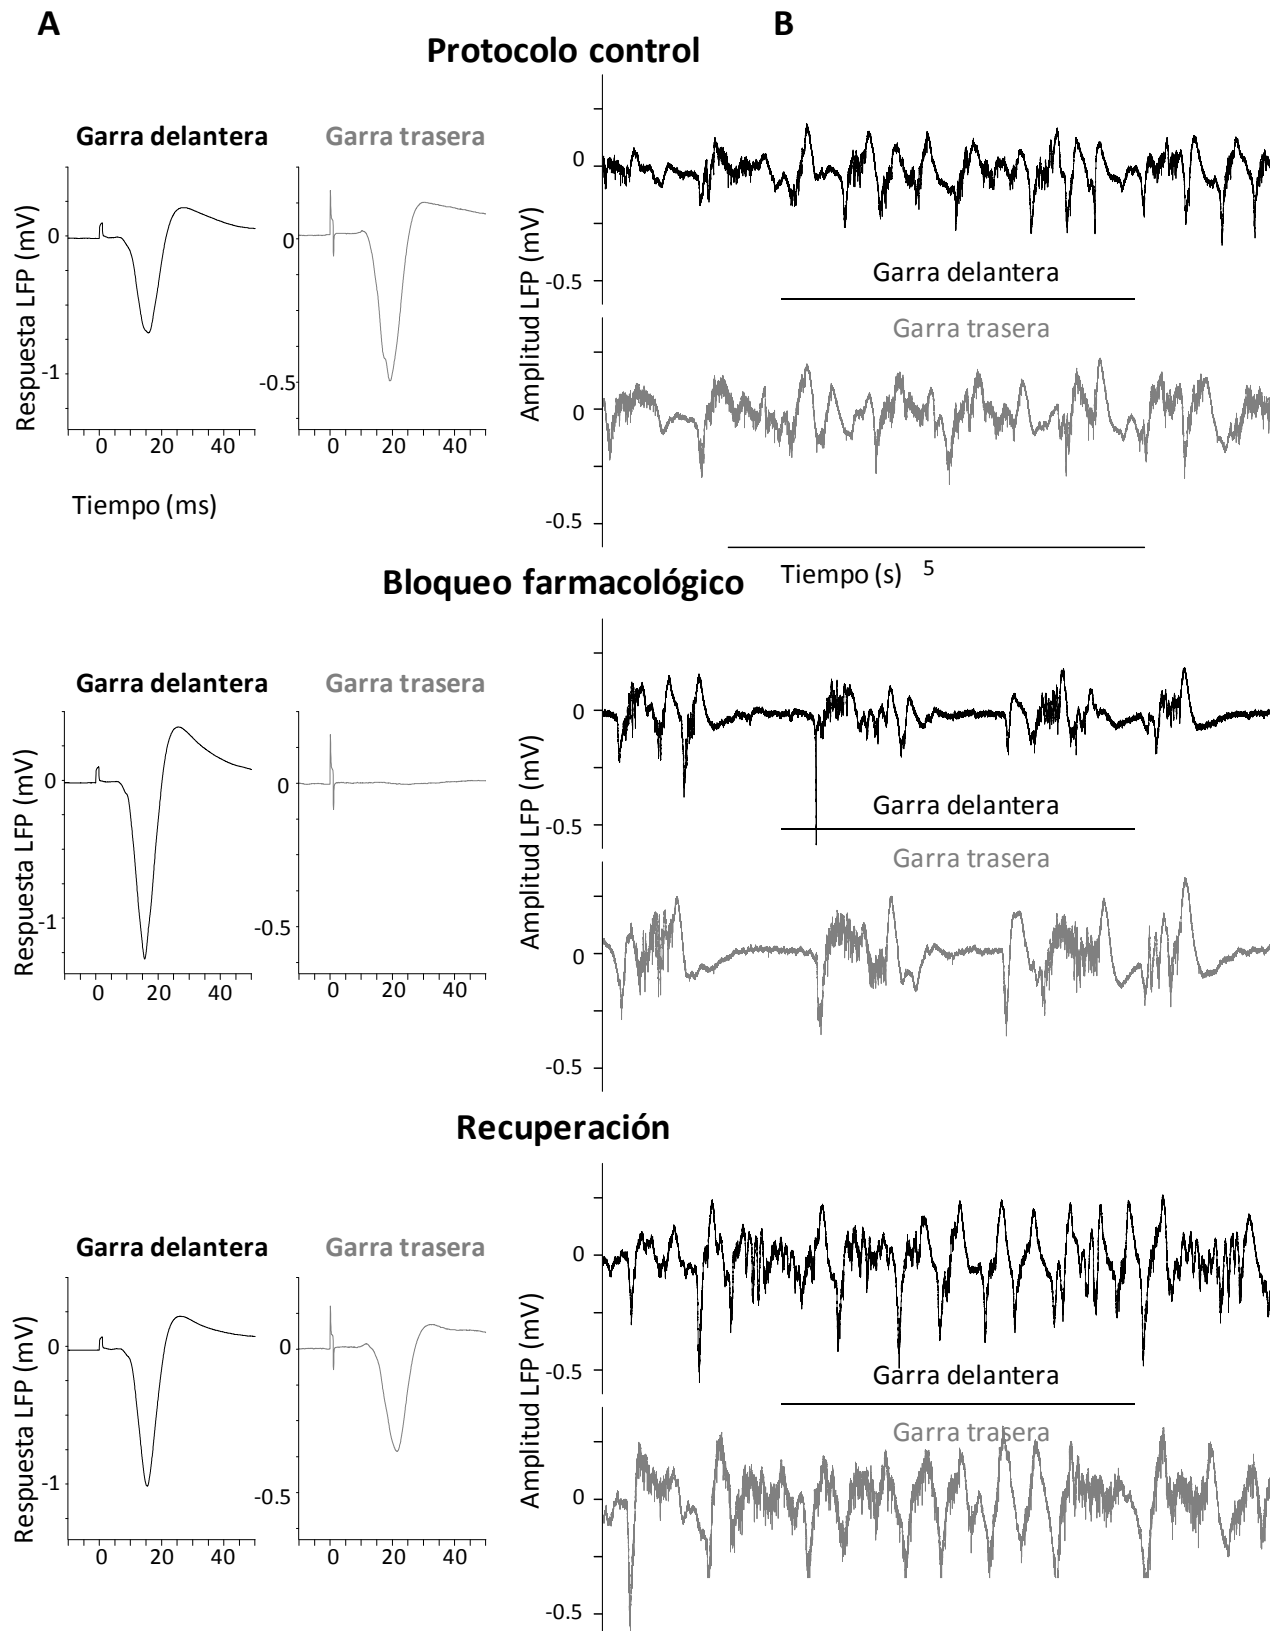 A
B
Protocolo control
Garra delantera
Garra trasera
Respuesta LFP (mV)
0
-1
0
20
40
0
-0.5
0
20
40
Tiempo (ms)
Amplitud LFP (mV)
0
-0.5
Garra delantera
Garra trasera
0
-0.5
Tiempo (s)
5
Bloqueo farmacológico
Garra delantera
Garra trasera
Respuesta LFP (mV)
0
-1
0
20
40
0
-0.5
0
20
40
Amplitud LFP (mV)
0
-0.5
Garra delantera
Garra trasera
0
-0.5
Recuperación
Garra delantera
Garra trasera
Respuesta LFP (mV)
0
-1
0
20
40
0
-0.5
0
20
40
Amplitud LFP (mV)
0
-0.5
Garra delantera
Garra trasera
0
-0.5